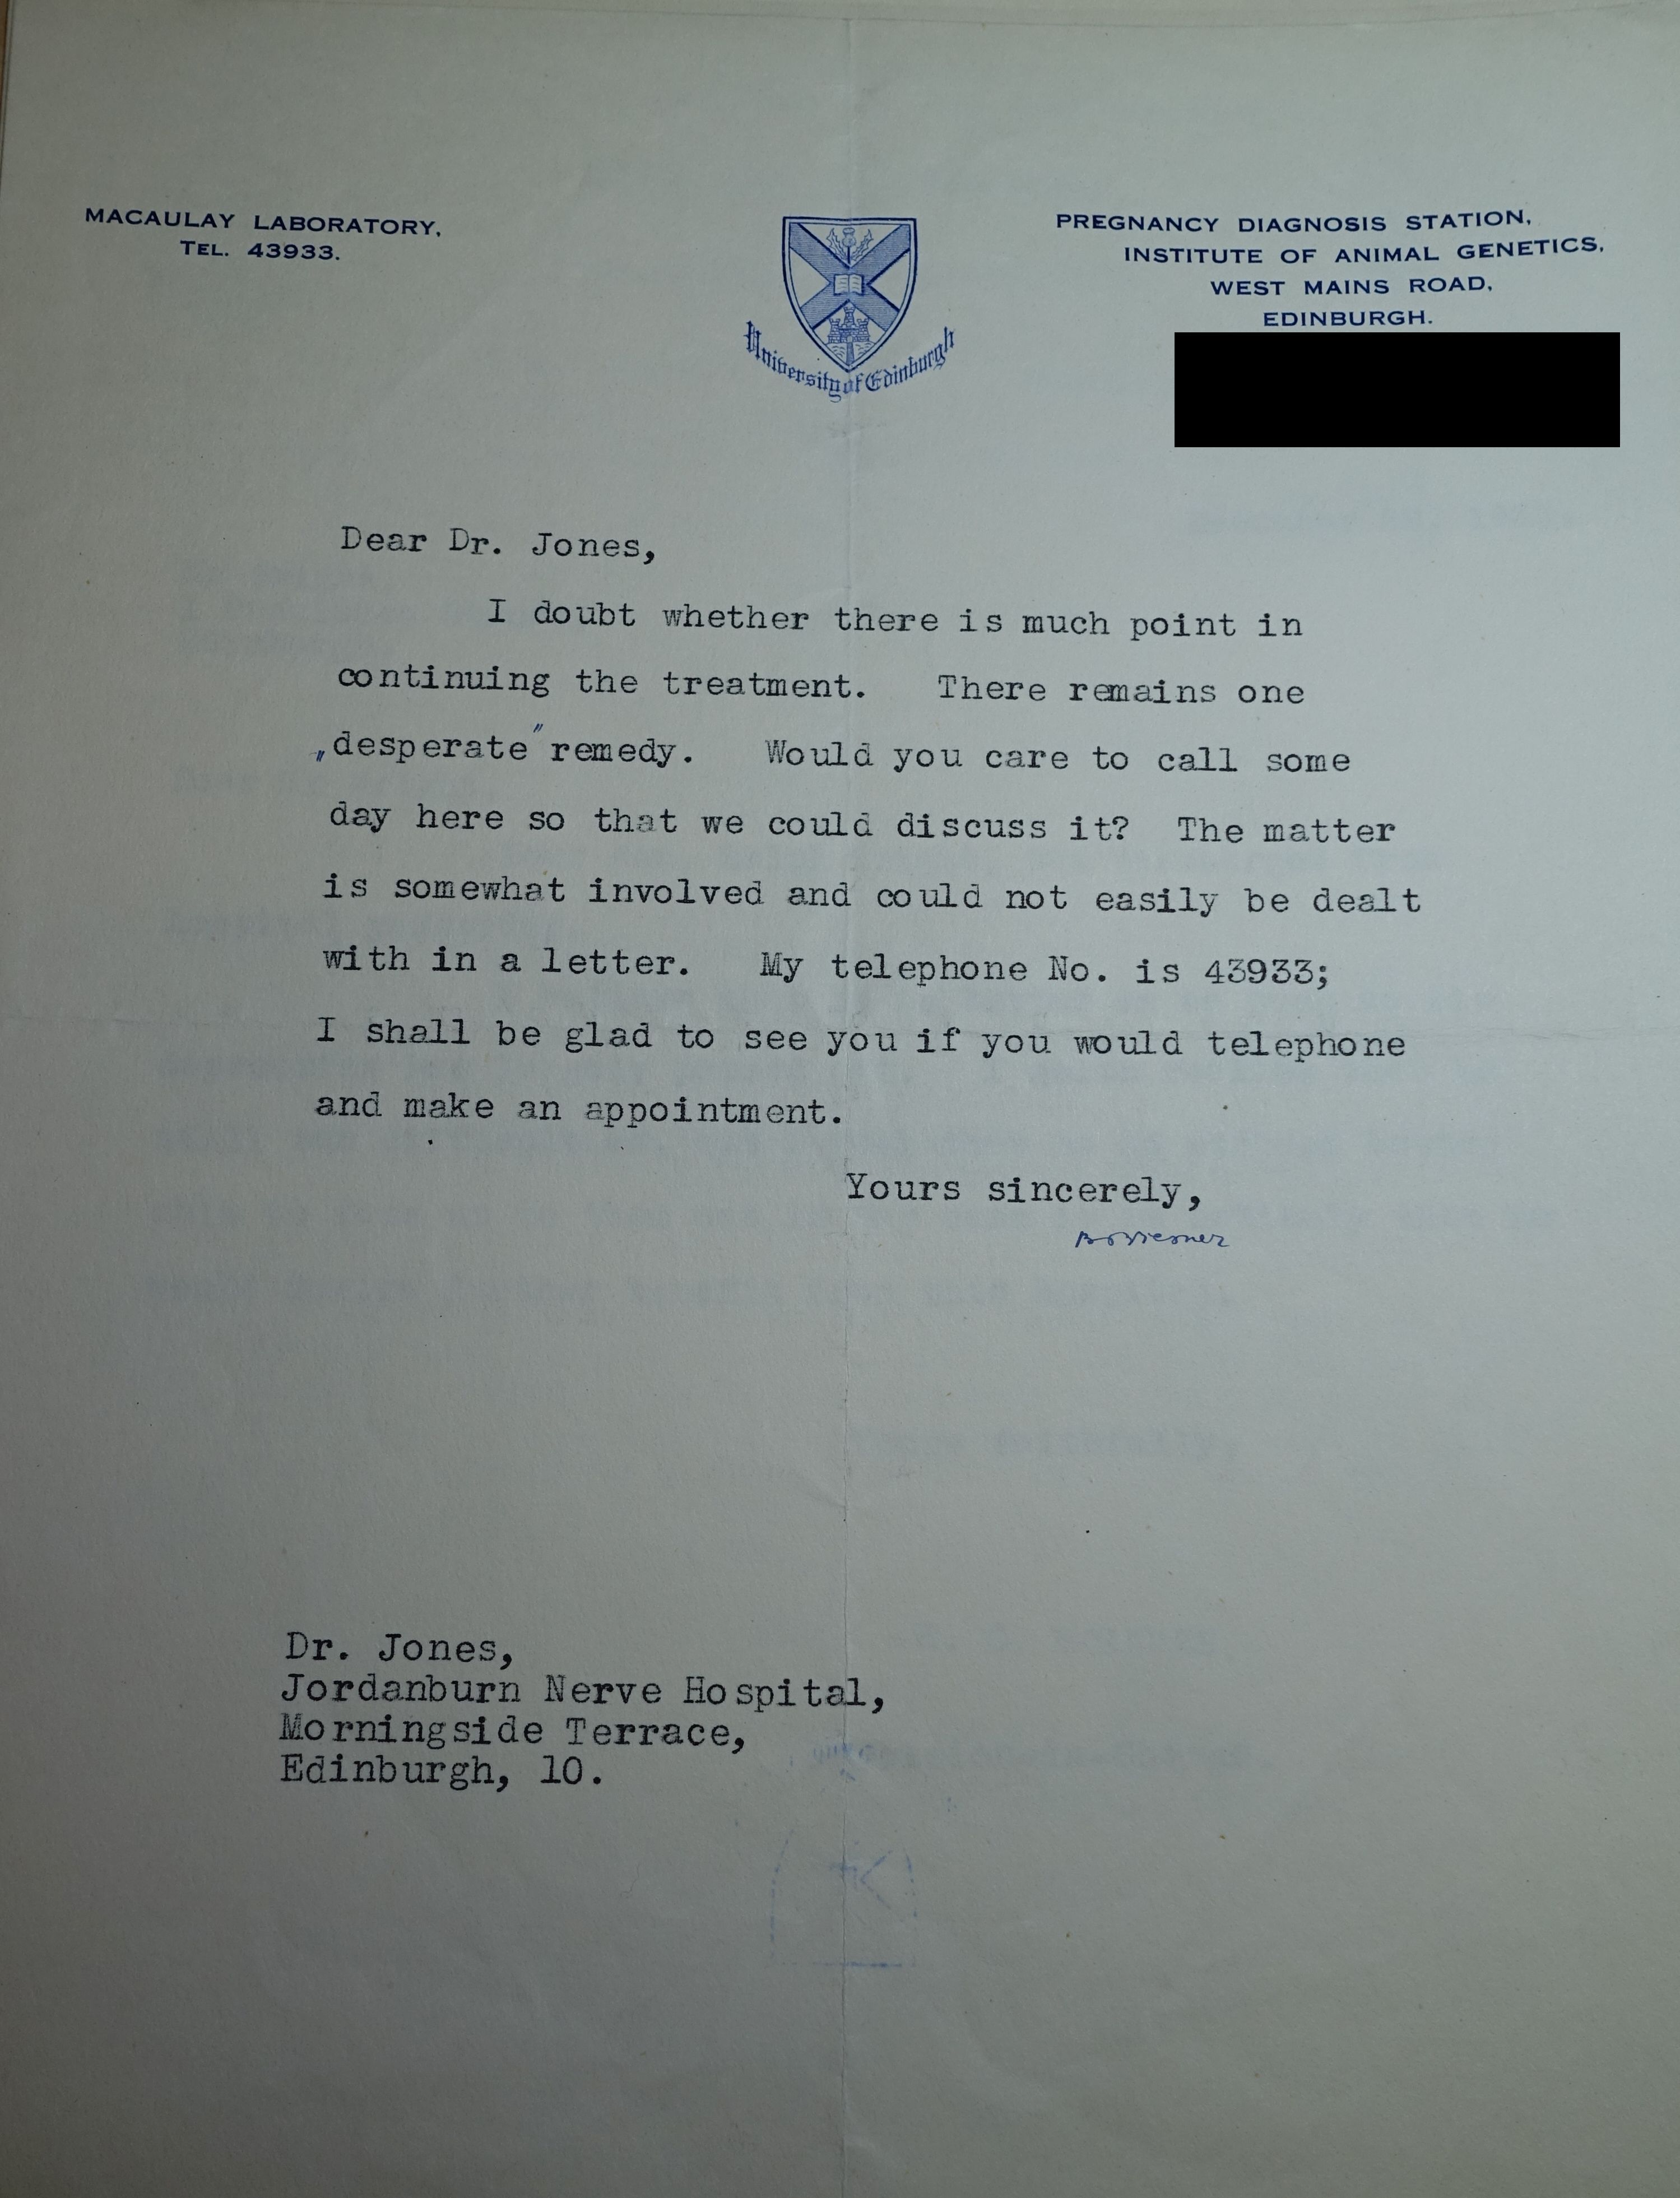 MACAULAY LABORATORY,
TEL. 43933.
University of Edinburgh
PREGNANCY DIAGNOSIS STATION,
INSTITUTE OF ANIMAL GENETICS,
WEST MAINS ROAD,
EDINBURGH.
Dear Dr. Jones,
I doubt whether there is much point in
continuing the treatment. There remains one
„desperate" remedy. Would you care to call some
day here so that we could discuss it? The matter
is somewhat involved and could not easily be dealt
with in a letter. My telephone No. is 43933;
I shall be glad to see you if you would telephone
and make an appointment.
Yours sincerely,
BPWiesner
Dr. Jones,
Jordanburn Nerve Hospital,
Morningside Terrace,
Edinburgh, 10.